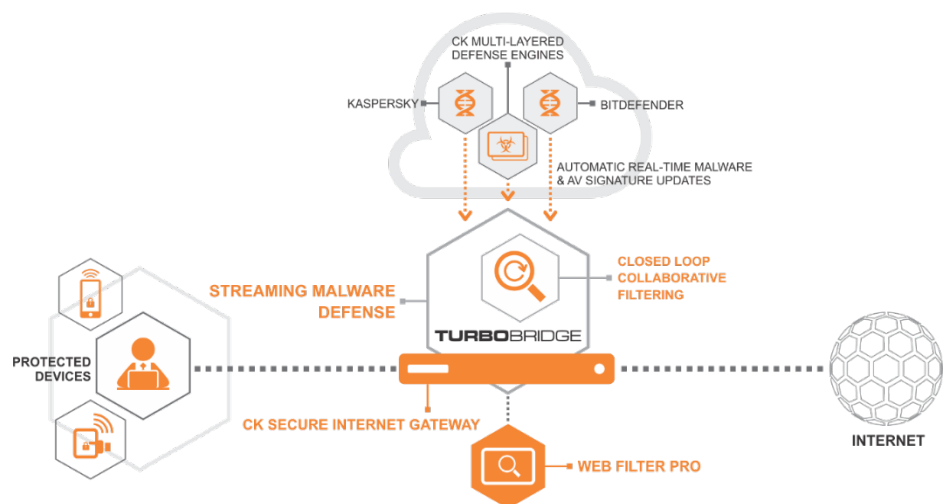 CK MULTI-LAYERED
DEFENSE ENGINES
KASPERSKY
BITDEFENDER
AUTOMATIC REAL-TIME MALWARE
& AV SIGNATURE UPDATES
CLOSED LOOP
COLLABORATIVE
FILTERING
STREAMING MALWARE
DEFENSE
TURBOBRIDGE
PROTECTED
DEVICES
CK SECURE INTERNET GATEWAY
INTERNET
WEB FILTER PRO